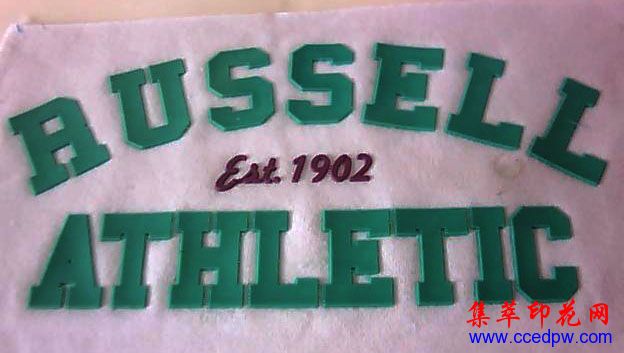 RUSSELL
Est. 1902
ATHLETIC
集萃印花网
www.ccedpw.com